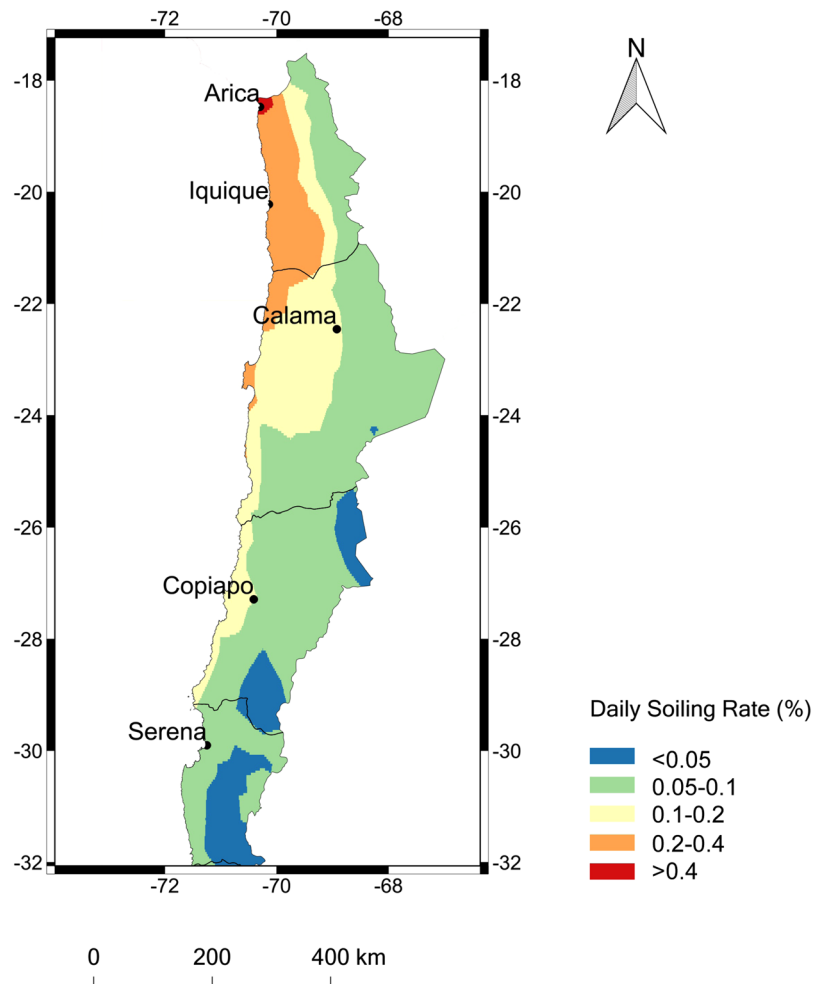 -72 -70 -68
N
-18 -18
Arica
-20 -20
Iquique
-22 -22
Calama
-24 -24
-26 -26
Copiapo
-28 -28
Daily Soiling Rate (%)
Serena
-30 -30
<0.05
0.05-0.1
0.1-0.2
0.2-0.4
-32 -32
>0.4
-72 -70 -68
0 200 400 km